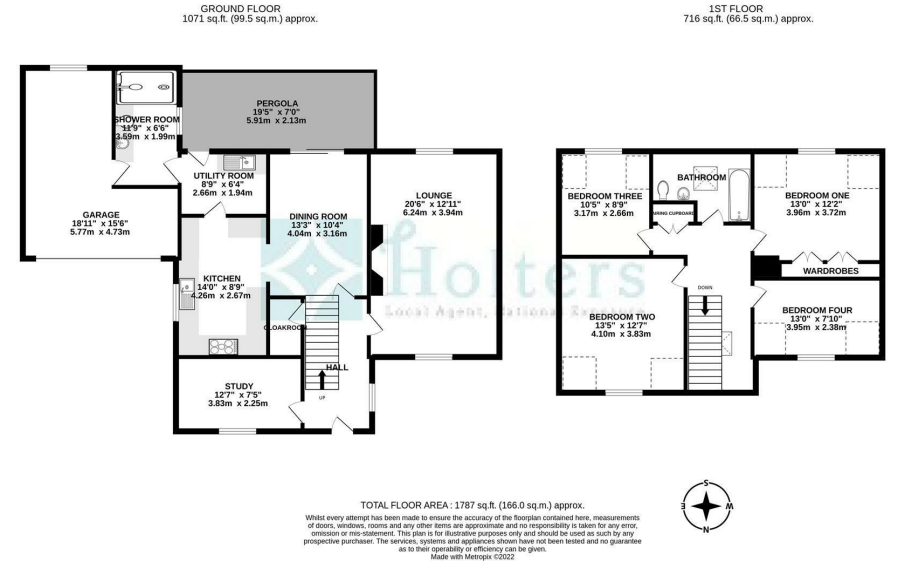 GROUND FLOOR
1071 sq.ft. (99.5 sq.m.) approx.
1ST FLOOR
716 sq.ft. (66.5 sq.m.) approx.
PERGOLA
19'5" x 7'0"
5.91m x 2.13m
SHOWER ROOM
11'9" x 6'6"
3.59m x 1.99m
UTILITY ROOM
8'9" x 6'4"
2.66m x 1.94m
LOUNGE
20'6" x 12'11"
6.24m x 3.94m
GARAGE
18'11" x 15'6"
5.77m x 4.73m
DINING ROOM
13'3" x 10'4"
4.04m x 3.16m
KITCHEN
14'0" x 8'9"
4.26m x 2.67m
CLOAKROOM
HALL
UP
STUDY
12'7" x 7'5"
3.83m x 2.25m
BATHROOM
BEDROOM THREE
10'5" x 8'9"
3.17m x 2.66m
AIRING CUPBOARD
BEDROOM ONE
13'0" x 12'2"
3.96m x 3.72m
WARDROBES
DOWN
BEDROOM TWO
13'5" x 12'7"
4.10m x 3.83m
BEDROOM FOUR
13'0" x 7'10"
3.95m x 2.38m
Holters
Local Agent, National Exposure
TOTAL FLOOR AREA : 1787 sq.ft. (166.0 sq.m.) approx.
Whilst every attempt has been made to ensure the accuracy of the floorplan contained here, measurements
of doors, windows, rooms and any other items are approximate and no responsibility is taken for any error,
omission or mis-statement. This plan is for illustrative purposes only and should be used as such by any
prospective purchaser. The services, systems and appliances shown have not been tested and no guarantee
as to their operability or efficiency can be given.
Made with Metropix ©2022
S
E
W
N